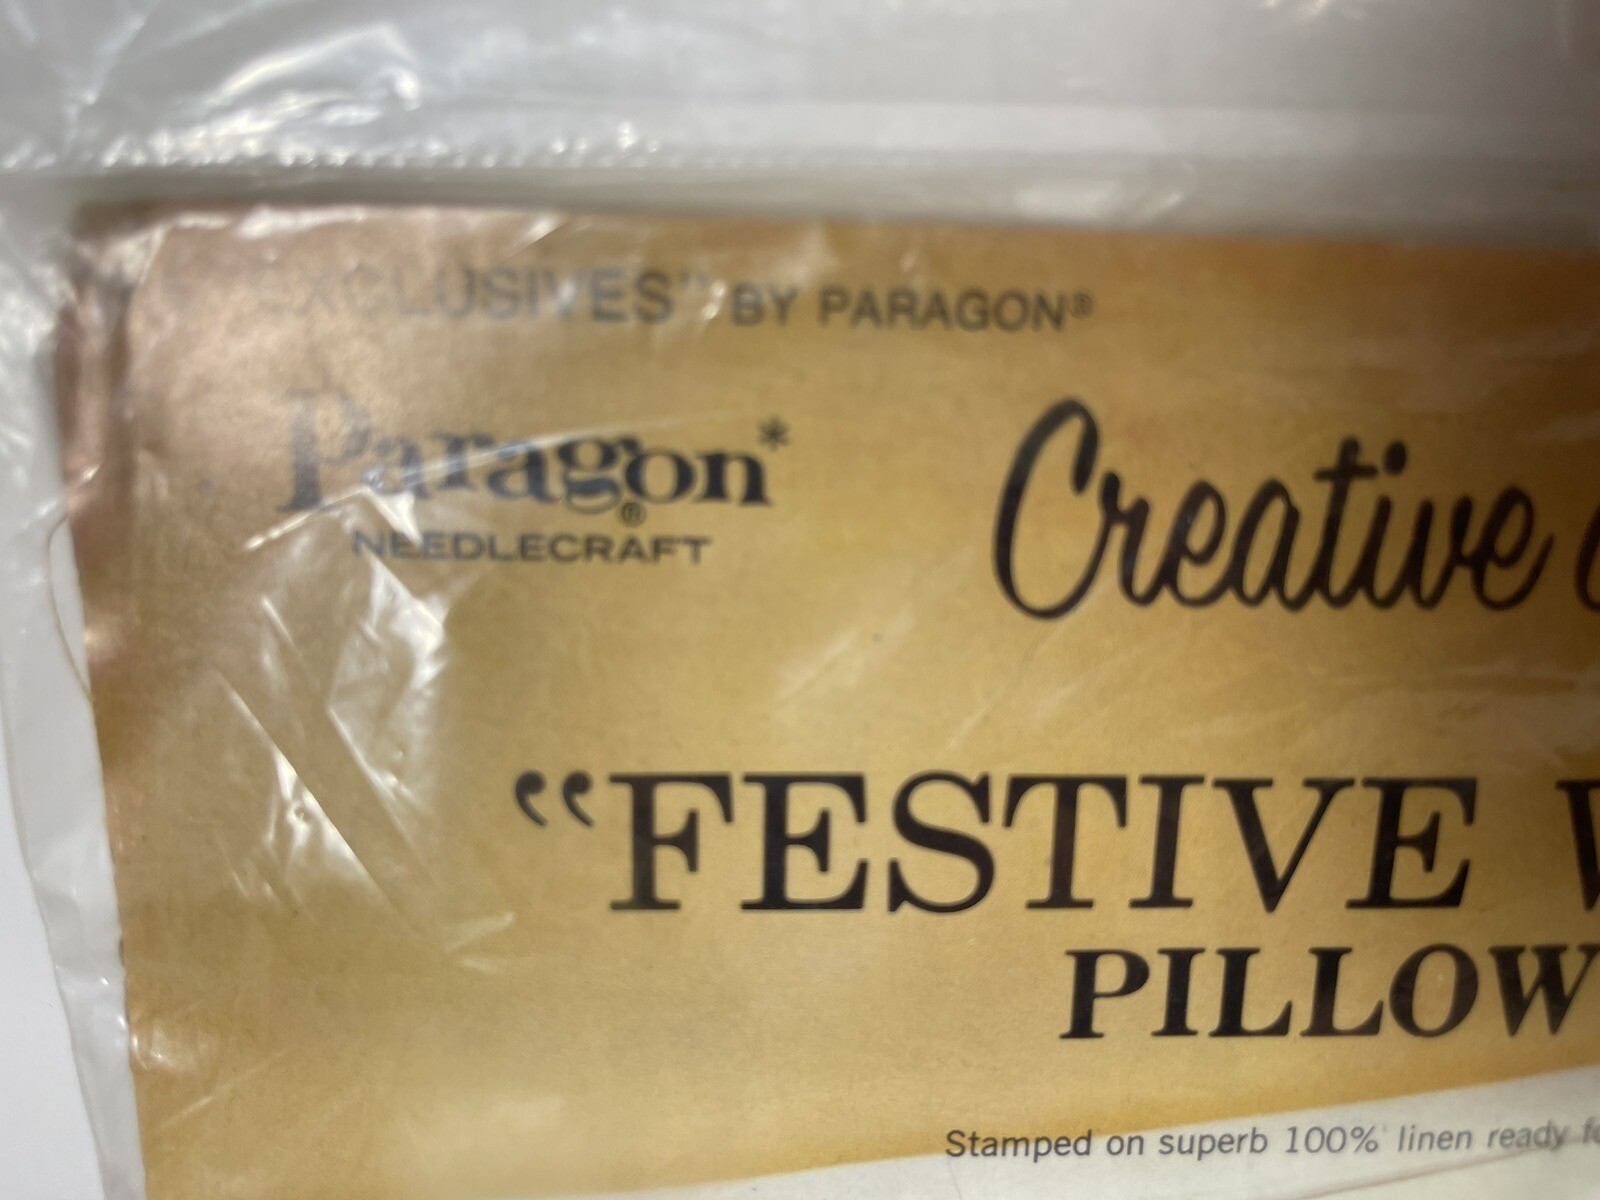 "EXCLUSIVES" BY PARAGON®
Paragon*
®
NEEDLECRAFT
Creative
"FESTIVE
PILLOW
Stamped on superb 100% linen ready